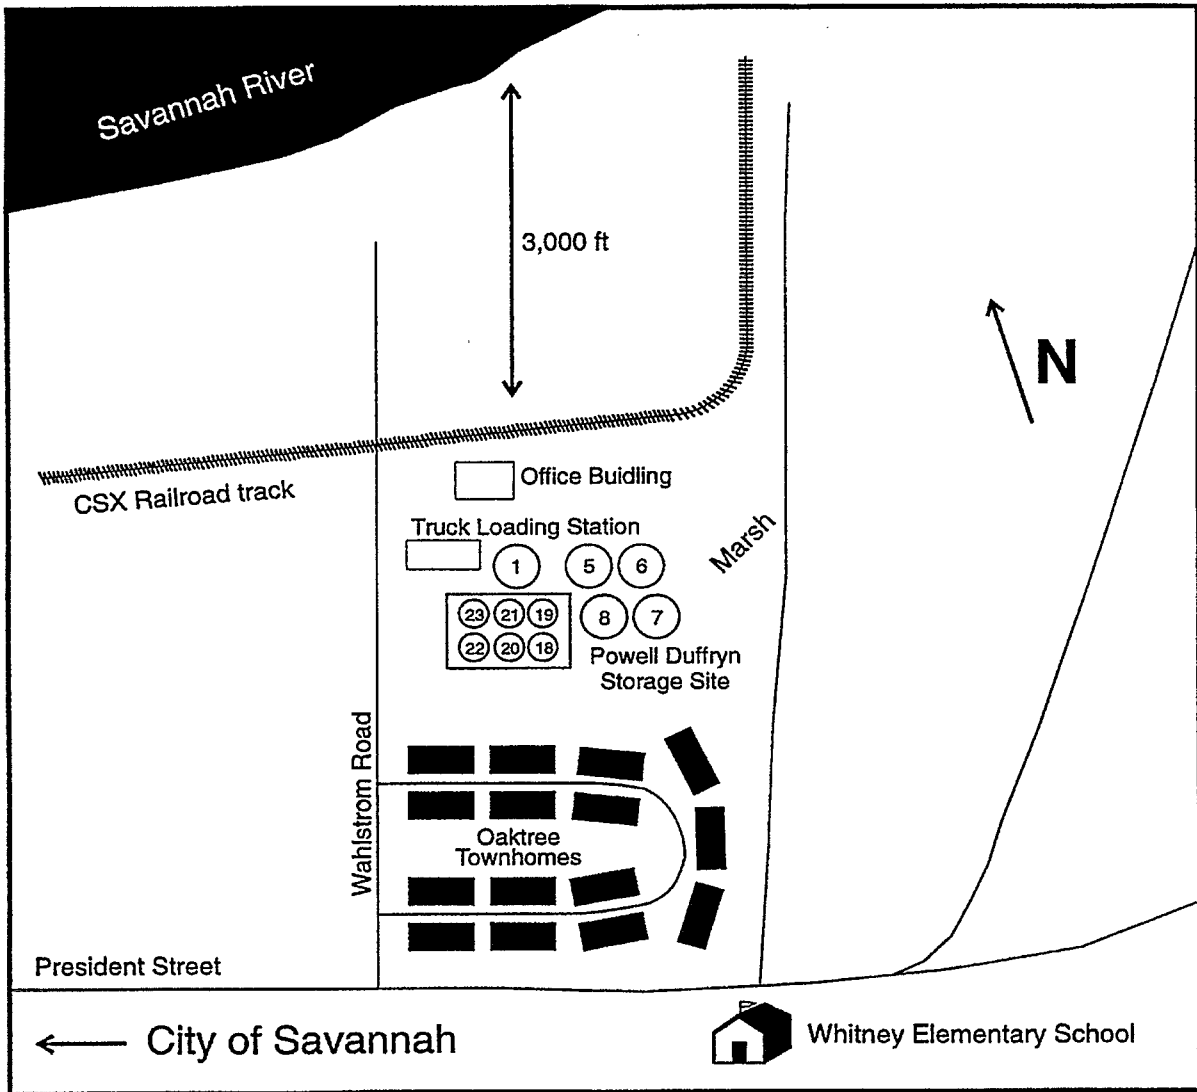 Savannah River
3,000 ft
N
CSX Railroad track
Office Buidling
Truck Loading Station
Marsh
1
5
6
23
21
19
8
7
22
20
18
Powell Duffryn
Storage Site
Wahlstrom Road
Oaktree
Townhomes
President Street
City of Savannah
Whitney Elementary School